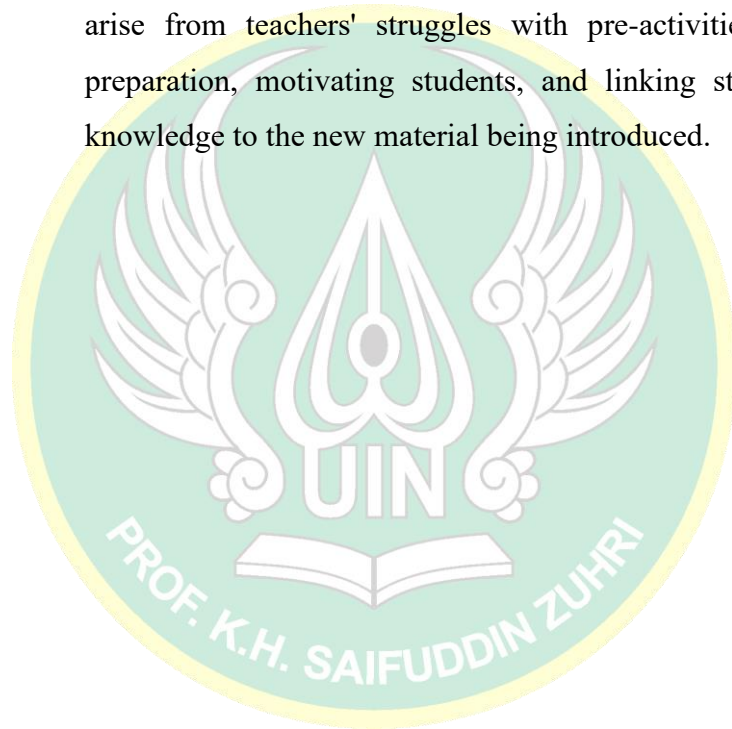 arise from teachers' struggles with pre-activitie
preparation, motivating students, and linking st
knowledge to the new material being introduced.
UIN
PROF. K.H. SAIFUDDIN ZUHRI